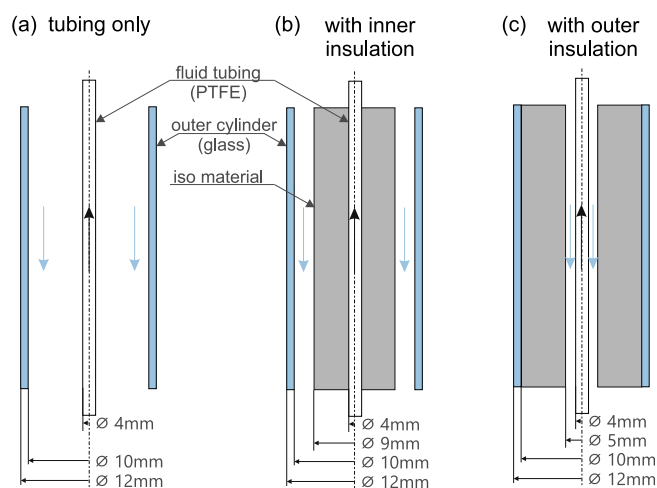 (a) tubing only
(b) with inner
insulation
(c) with outer
insulation
fluid tubing
(PTFE)
outer cylinder
(glass)
iso material
Ø 4mm
Ø 10mm
Ø 12mm
Ø 4mm
Ø 9mm
Ø 10mm
Ø 12mm
Ø 4mm
Ø 5mm
Ø 10mm
Ø 12mm